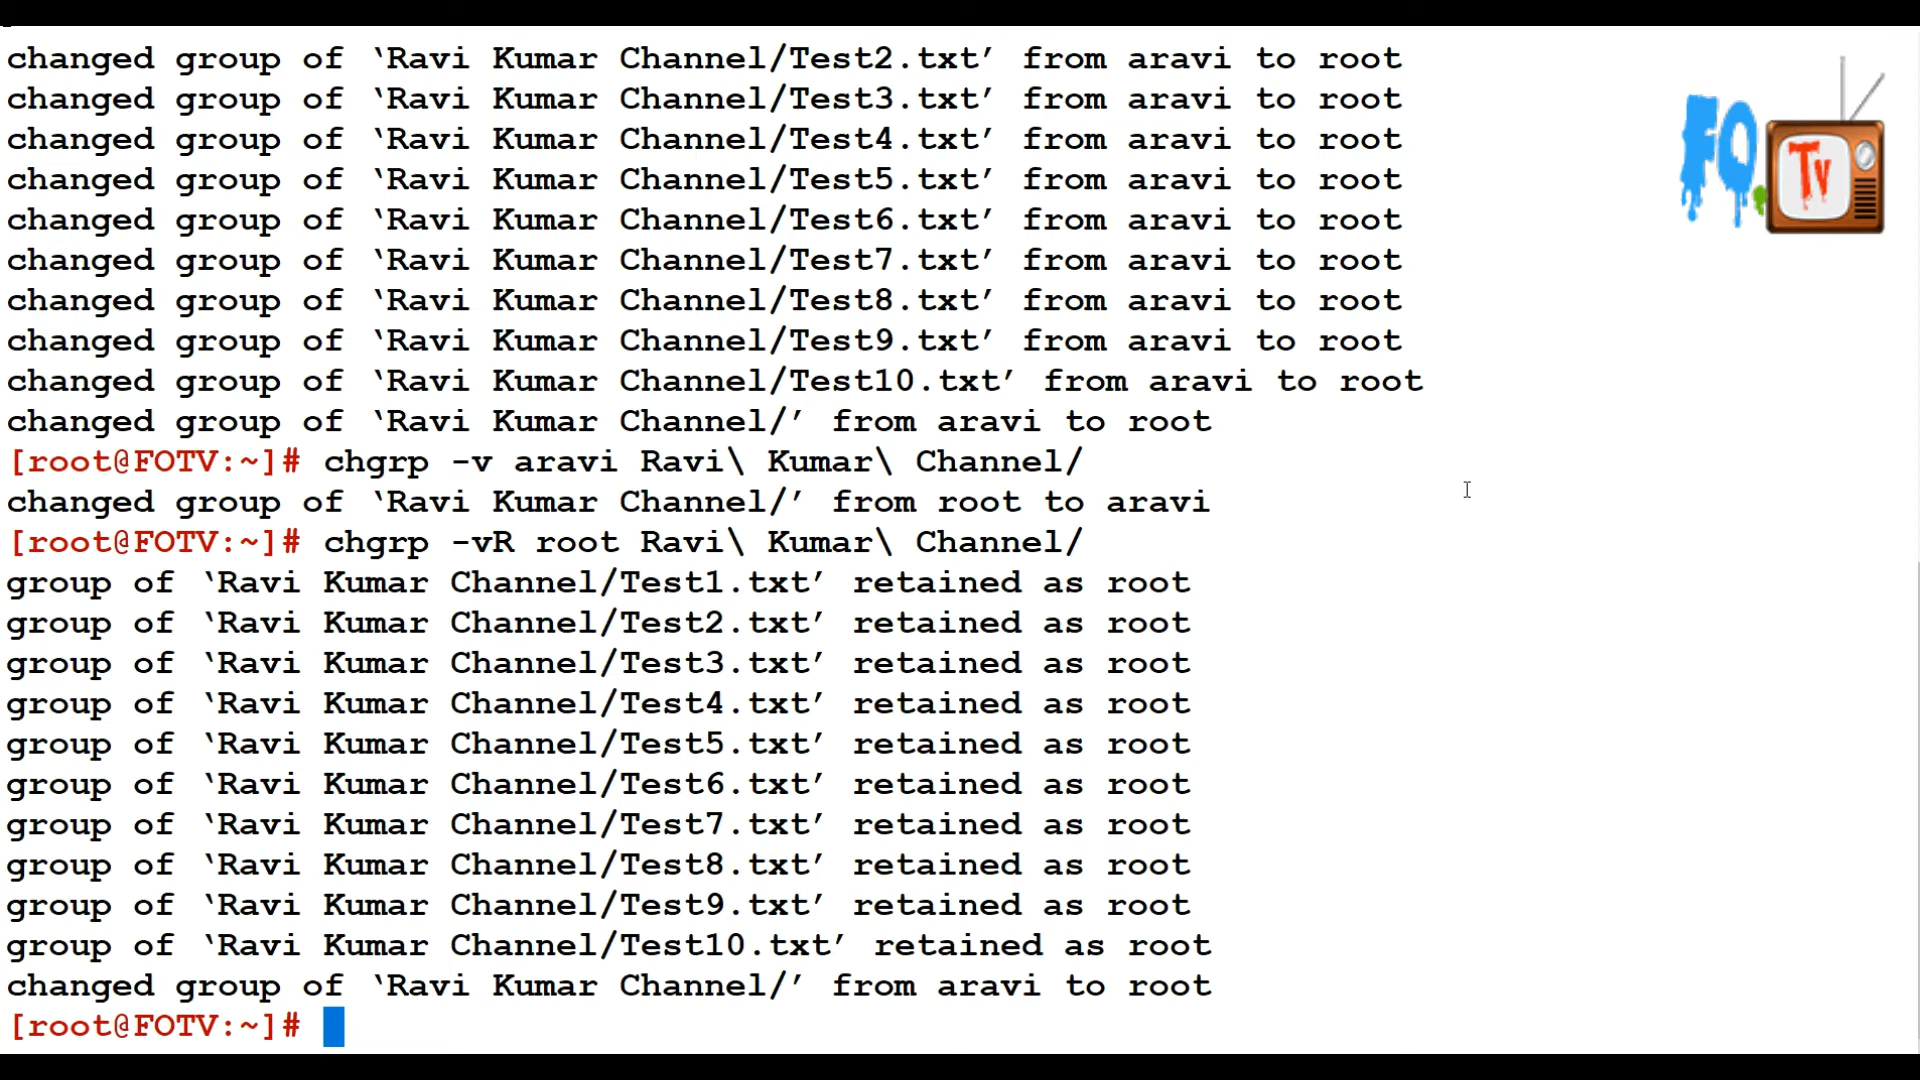 changed group of ‘Ravi Kumar Channel/Test2.txt’ from aravi to root
changed group of ‘Ravi Kumar Channel/Test3.txt’ from aravi to root
changed group of ‘Ravi Kumar Channel/Test4.txt’ from aravi to root
changed group of ‘Ravi Kumar Channel/Test5.txt’ from aravi to root
changed group of ‘Ravi Kumar Channel/Test6.txt’ from aravi to root
changed group of ‘Ravi Kumar Channel/Test7.txt’ from aravi to root
changed group of ‘Ravi Kumar Channel/Test8.txt’ from aravi to root
changed group of ‘Ravi Kumar Channel/Test9.txt’ from aravi to root
changed group of ‘Ravi Kumar Channel/Test10.txt’ from aravi to root
changed group of ‘Ravi Kumar Channel/’ from aravi to root
[root@FOTV:~]# chgrp -v aravi Ravi\ Kumar\ Channel/
changed group of ‘Ravi Kumar Channel/’ from root to aravi
[root@FOTV:~]# chgrp -vR root Ravi\ Kumar\ Channel/
group of ‘Ravi Kumar Channel/Test1.txt’ retained as root
group of ‘Ravi Kumar Channel/Test2.txt’ retained as root
group of ‘Ravi Kumar Channel/Test3.txt’ retained as root
group of ‘Ravi Kumar Channel/Test4.txt’ retained as root
group of ‘Ravi Kumar Channel/Test5.txt’ retained as root
group of ‘Ravi Kumar Channel/Test6.txt’ retained as root
group of ‘Ravi Kumar Channel/Test7.txt’ retained as root
group of ‘Ravi Kumar Channel/Test8.txt’ retained as root
group of ‘Ravi Kumar Channel/Test9.txt’ retained as root
group of ‘Ravi Kumar Channel/Test10.txt’ retained as root
changed group of ‘Ravi Kumar Channel/’ from aravi to root
[root@FOTV:~]#
FO.Tv